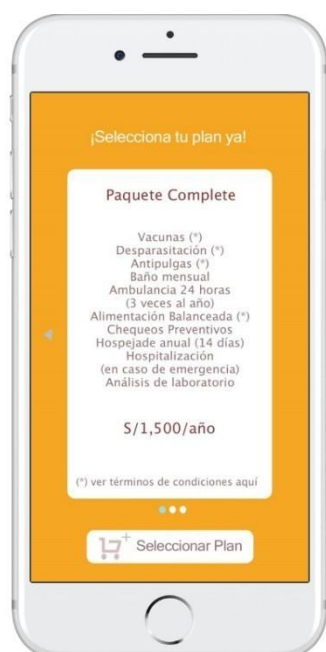 ¡Selecciona tu plan ya!
Paquete Complete
Vacunas (*)
Desparasitación (*)
Antipulgas (*)
Baño mensual
Ambulancia 24 horas
(3 veces al año)
Alimentación Balanceada (*)
Chequeos Preventivos
Hospejade anual (14 días)
Hospitalización
(en caso de emergencia)
Análisis de laboratorio
S/1,500/año
(*) ver términos de condiciones aquí
Seleccionar Plan